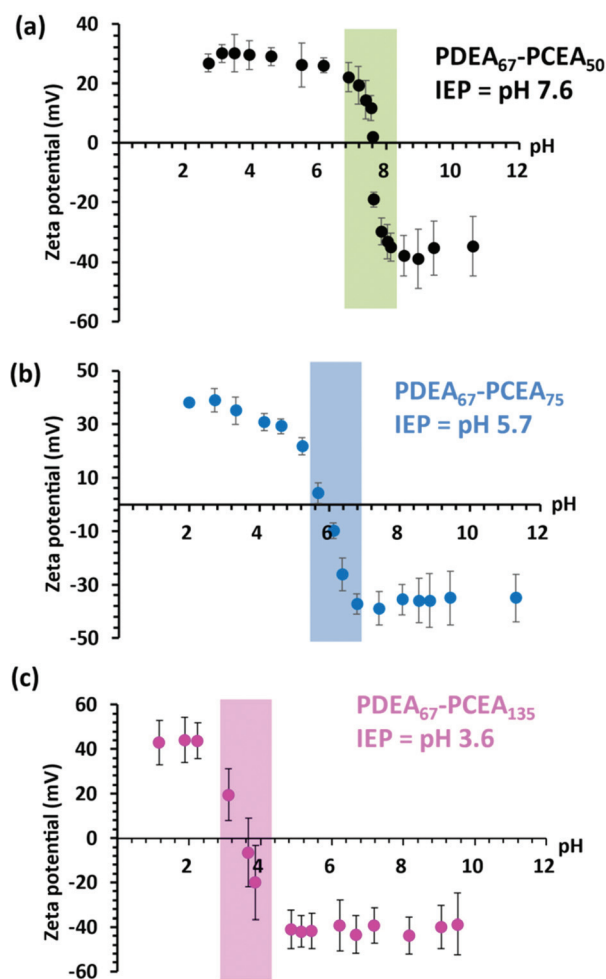 (a)
PDEA67-PCEA50
IEP = pH 7.6
Zeta potential (mV)
40
20
0
-20
-40
-60
2 4 6 8 10 12
pH
(b)
PDEA67-PCEA75
IEP = pH 5.7
Zeta potential (mV)
50
30
10
-10
-30
-50
0 2 4 6 8 10 12
pH
(c)
PDEA67-PCEA135
IEP = pH 3.6
Zeta potential (mV)
60
40
20
0
-20
-40
-60
2 4 6 8 10 12
pH